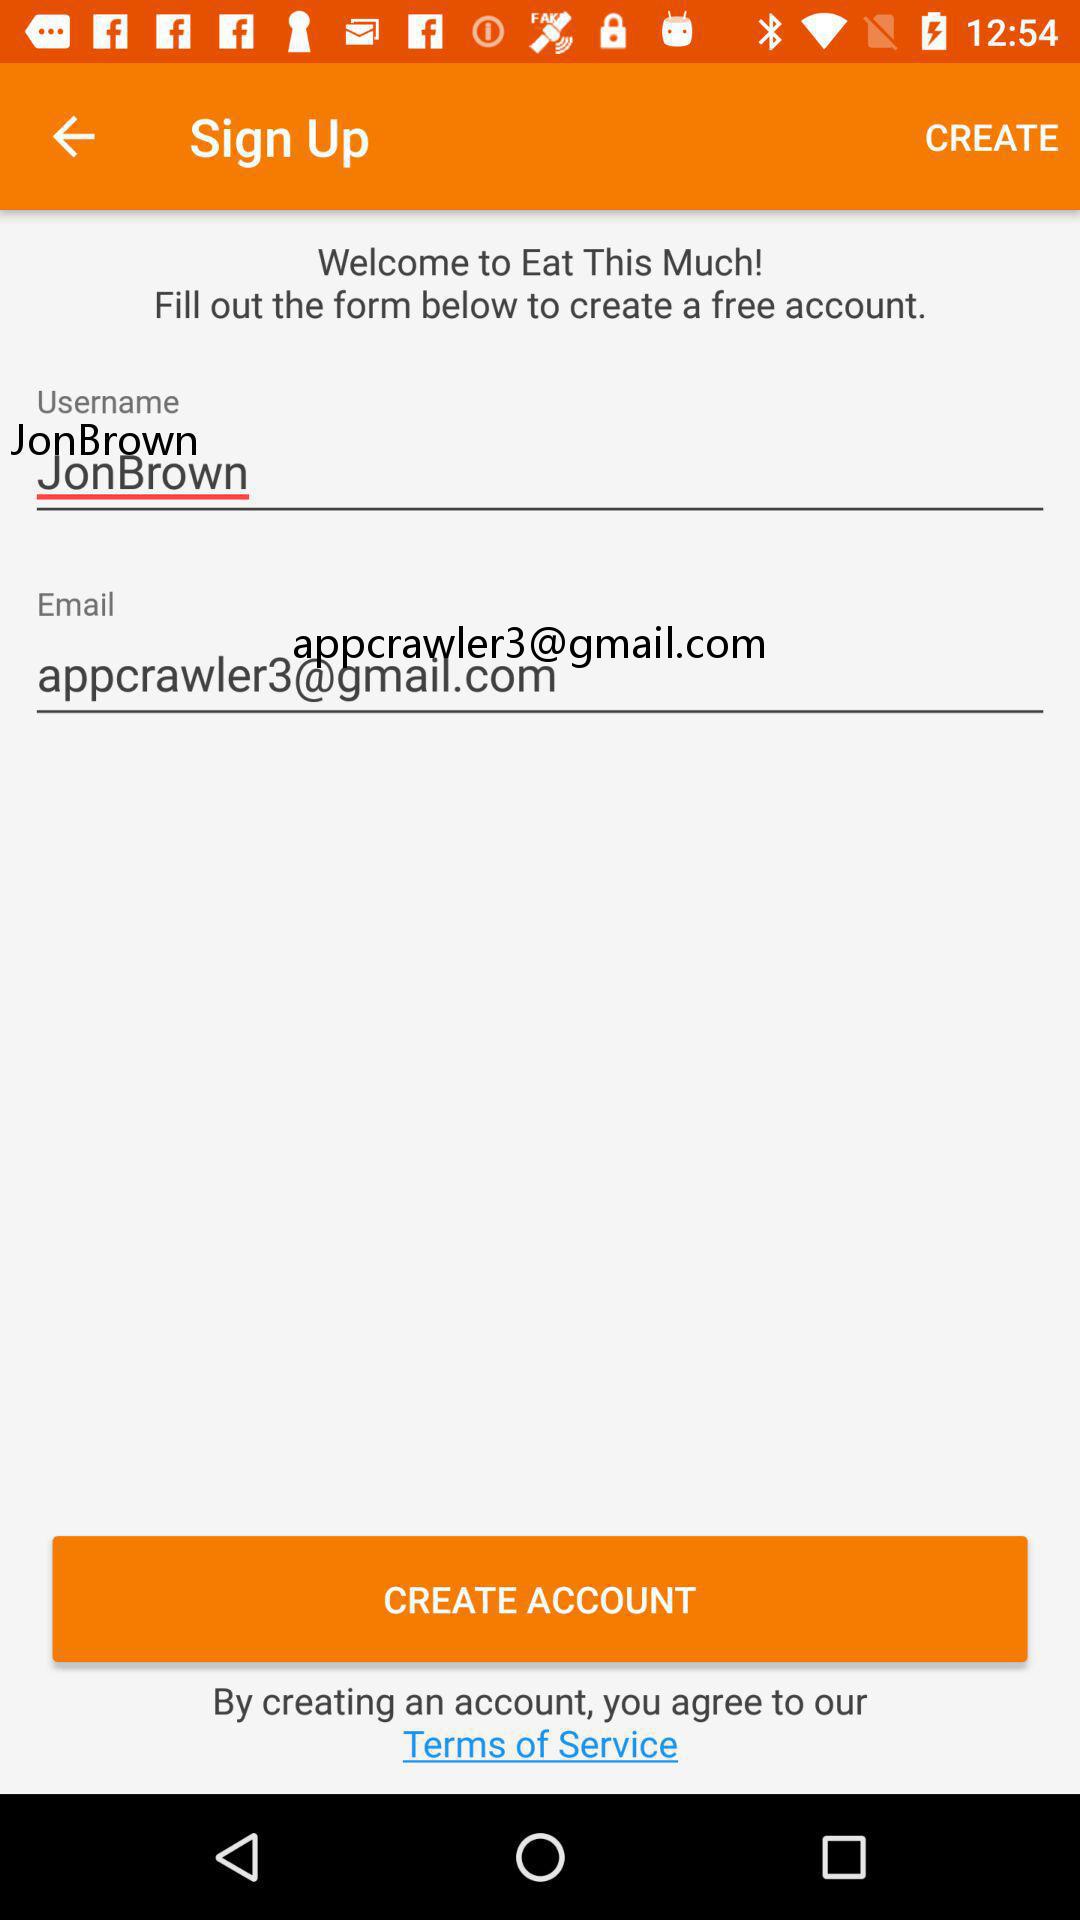 FAKE
12:54
Sign Up
CREATE
Welcome to Eat This Much!
Fill out the form below to create a free account.
Username
JonBrown
JonBrown
Email
appcrawler3@gmail.com
appcrawler3@gmail.com
CREATE ACCOUNT
By creating an account, you agree to our
Terms of Service